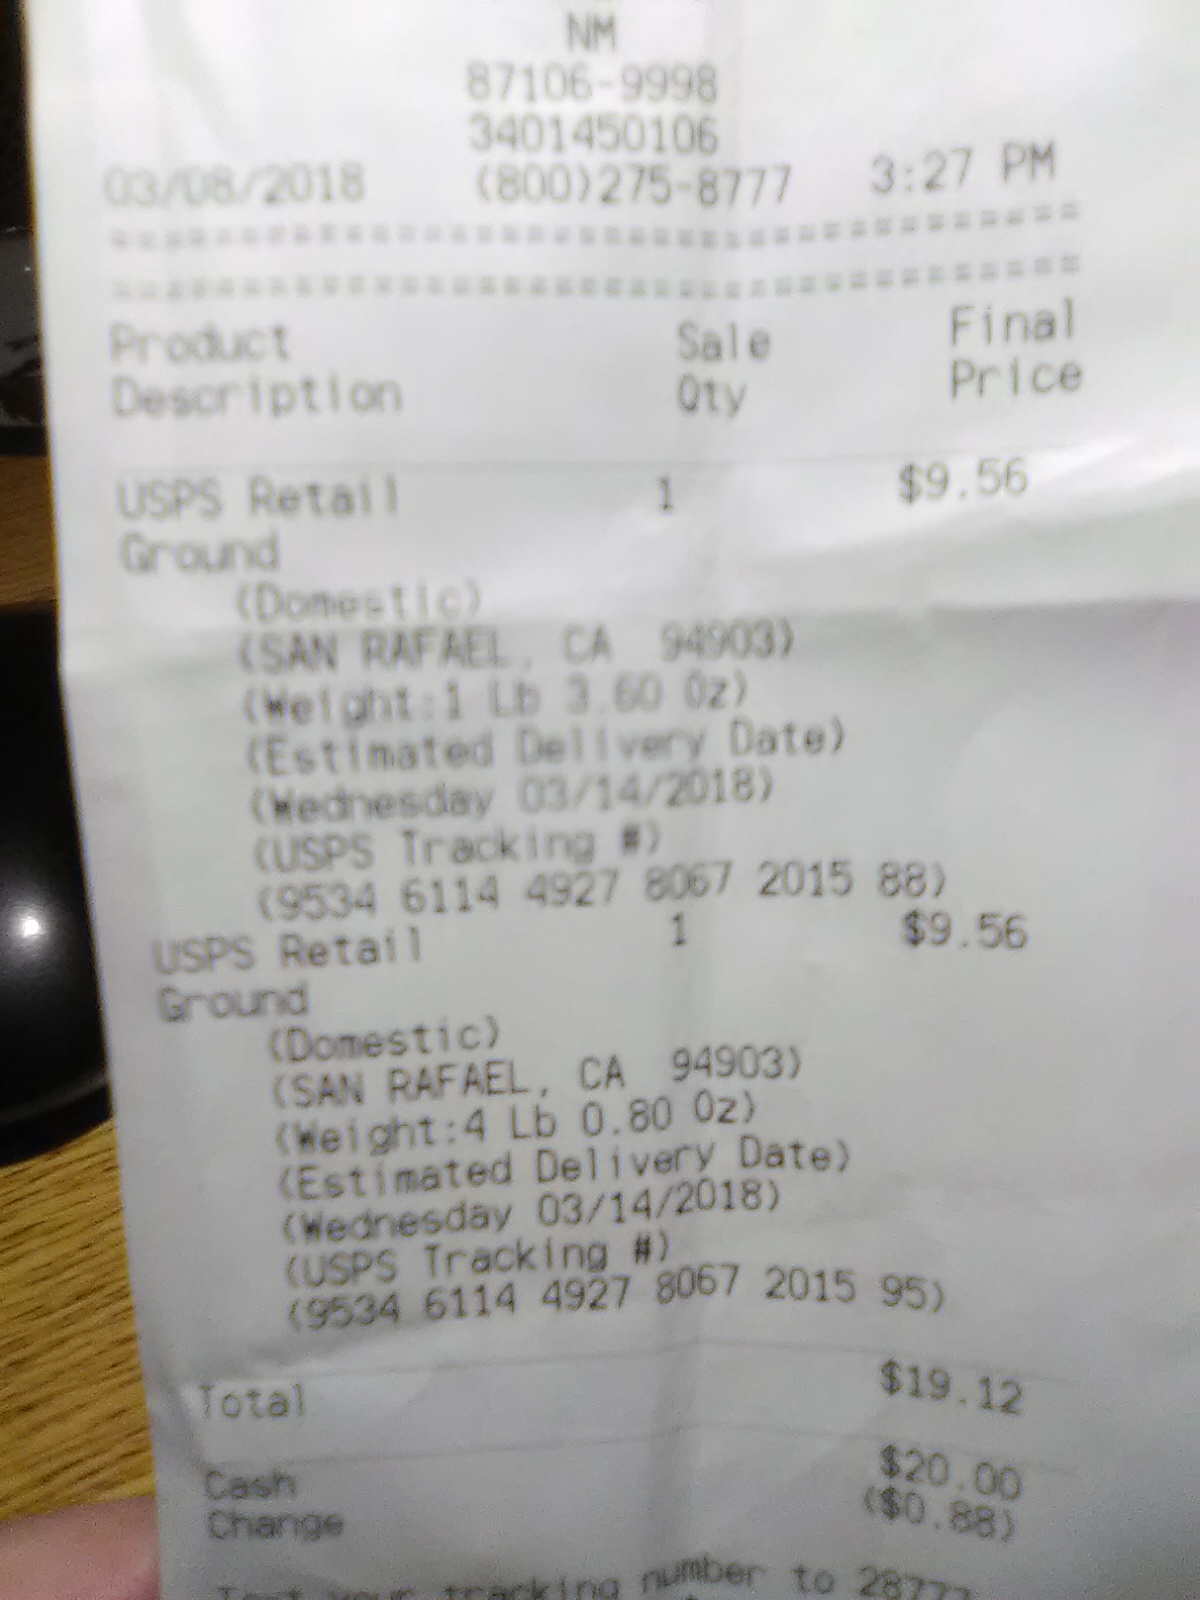 NM
87106-9998
3401450106
03/08/2018 (800)275-8777 3:27 PM
========================================
========================================
Product Sale Final
Description Qty Price
USPS Retail 1 $9.56
Ground
(Domestic)
(SAN RAFAEL, CA 94903)
(Weight:1 Lb 3.60 Oz)
(Estimated Delivery Date)
(Wednesday 03/14/2018)
(USPS Tracking #)
(9534 6114 4927 8067 2015 88)
USPS Retail 1 $9.56
Ground
(Domestic)
(SAN RAFAEL, CA 94903)
(Weight:4 Lb 0.80 Oz)
(Estimated Delivery Date)
(Wednesday 03/14/2018)
(USPS Tracking #)
(9534 6114 4927 8067 2015 95)
Total $19.12
Cash $20.00
Change ($0.88)
Text your tracking number to 28777